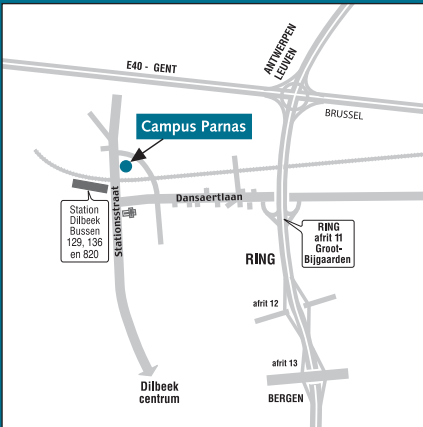 ANTWERPEN
LEUVEN
E40 - GENT
BRUSSEL
Campus Parnas
Dansaertlaan
Stationsstraat
Station
Dilbeek
Bussen
129, 136
en 820
RING
afrit 11
Groot-
Bijgaarden
RING
afrit 12
afrit 13
Dilbeek
centrum
BERGEN